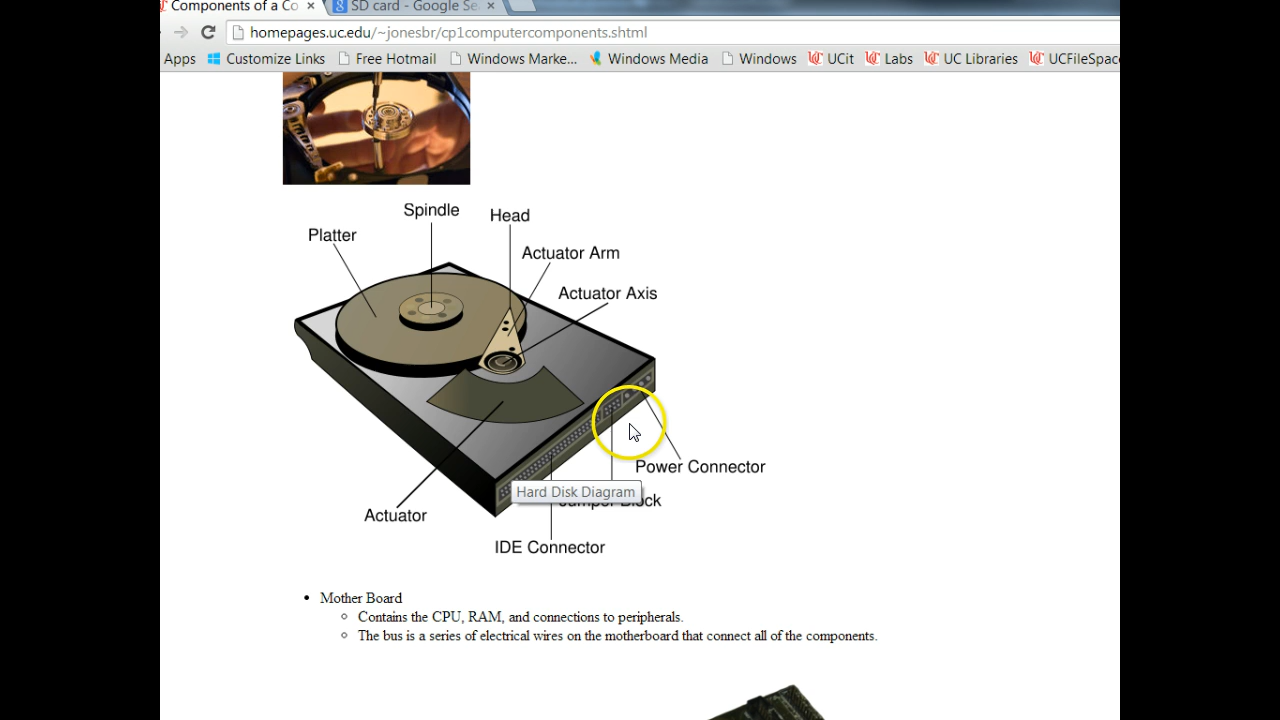 Components of a Co
SD card - Google Se
homepages.uc.edu/~jonesbr/cp1computercomponents.shtml
Apps Customize Links Free Hotmail Windows Marke... Windows Media Windows UCit Labs UC Libraries UCFileSpace
Spindle
Head
Platter
Actuator Arm
Actuator Axis
Power Connector
Hard Disk Diagram
Jumper Block
Actuator
IDE Connector
Mother Board
Contains the CPU, RAM, and connections to peripherals.
The bus is a series of electrical wires on the motherboard that connect all of the components.